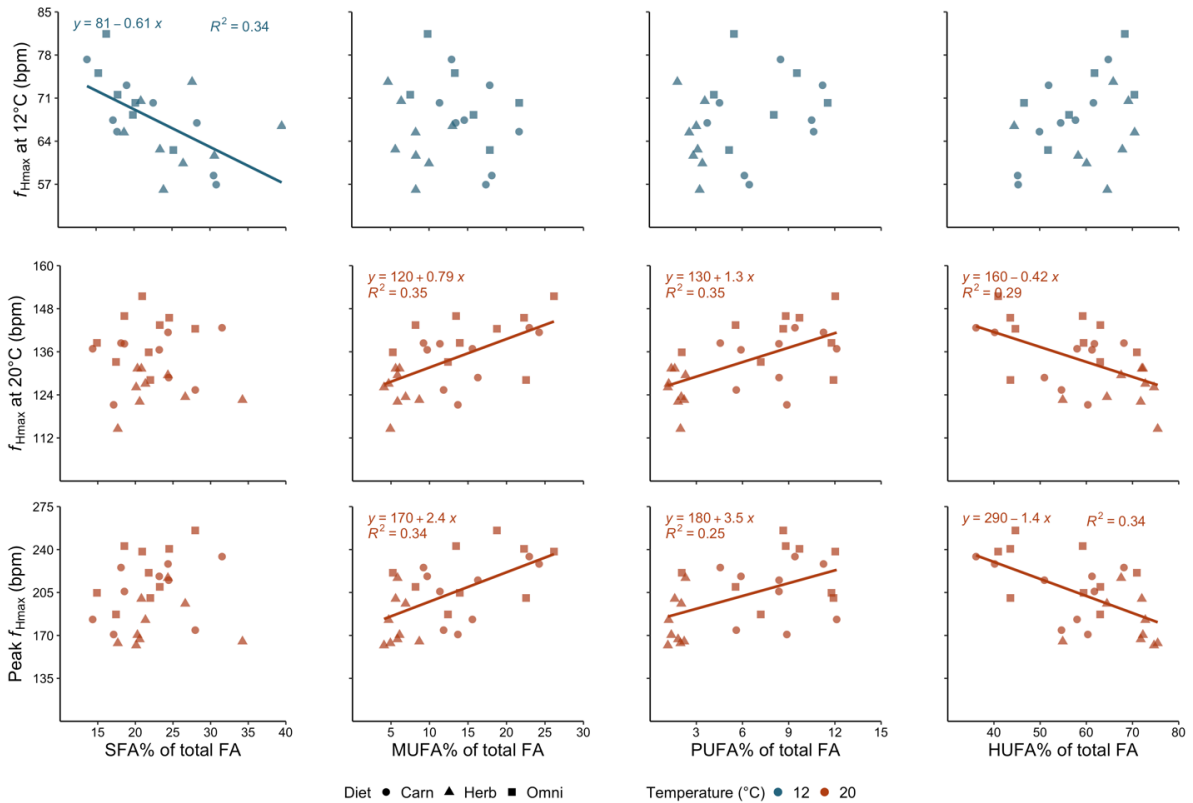 y = 81 − 0.61 x R² = 0.34
85
78
71
64
57
fHmax at 12°C (bpm)
y = 120 + 0.79 x
R² = 0.35
y = 130 + 1.3 x
R² = 0.35
y = 160 − 0.42 x
R² = 0.29
160
148
136
124
112
fHmax at 20°C (bpm)
y = 170 + 2.4 x
R² = 0.34
y = 180 + 3.5 x
R² = 0.25
y = 290 − 1.4 x R² = 0.34
275
240
205
170
135
Peak fHmax (bpm)
15 20 25 30 35 40
5 10 15 20 25 30
3 6 9 12 15
30 40 50 60 70 80
SFA% of total FA
MUFA% of total FA
PUFA% of total FA
HUFA% of total FA
Diet Carn Herb Omni Temperature (°C) 12 20